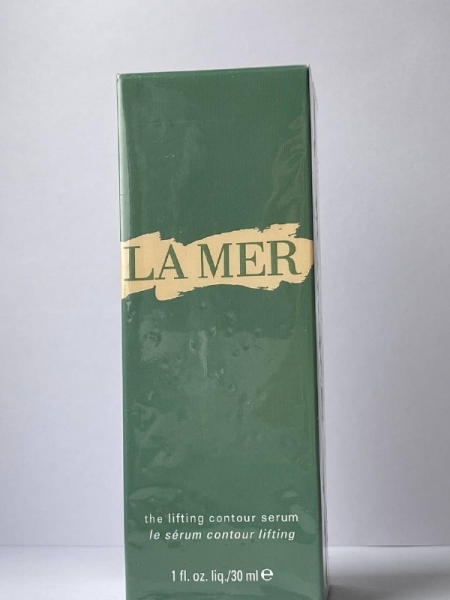 LA MER
the lifting contour serum
le sérum contour lifting
1 fl. oz. liq./30 ml ℮